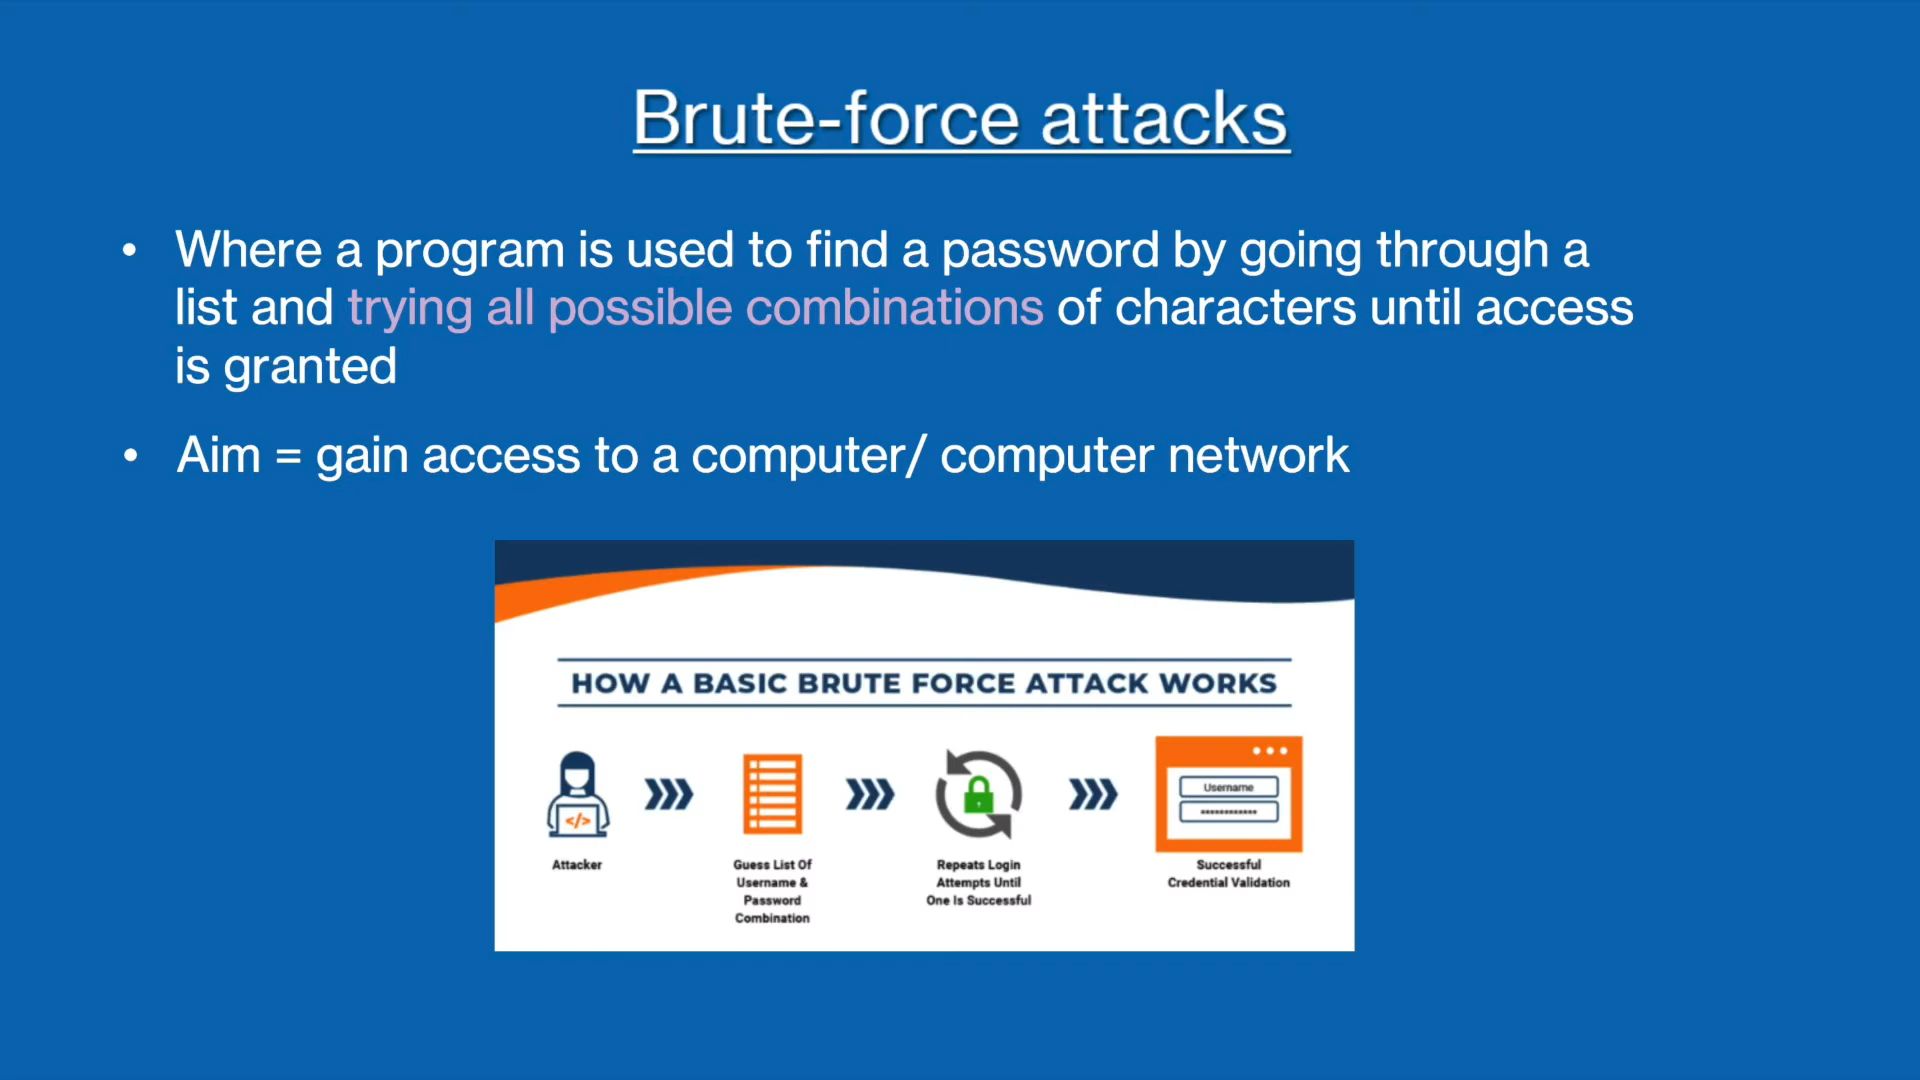 Brute-force attacks
• Where a program is used to find a password by going through a
list and trying all possible combinations of characters until access
is granted
• Aim = gain access to a computer/ computer network
HOW A BASIC BRUTE FORCE ATTACK WORKS
</>
Attacker
Guess List Of
Username &
Password
Combination
Repeats Login
Attempts Until
One Is Successful
Username
************
Successful
Credential Validation